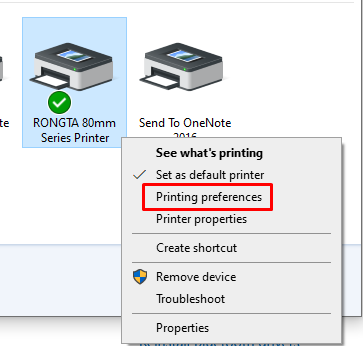 te
RONGTA 80mm
Series Printer
Send To OneNote
2016
See what's printing
Set as default printer
Printing preferences
Printer properties
Create shortcut
Remove device
Troubleshoot
Properties